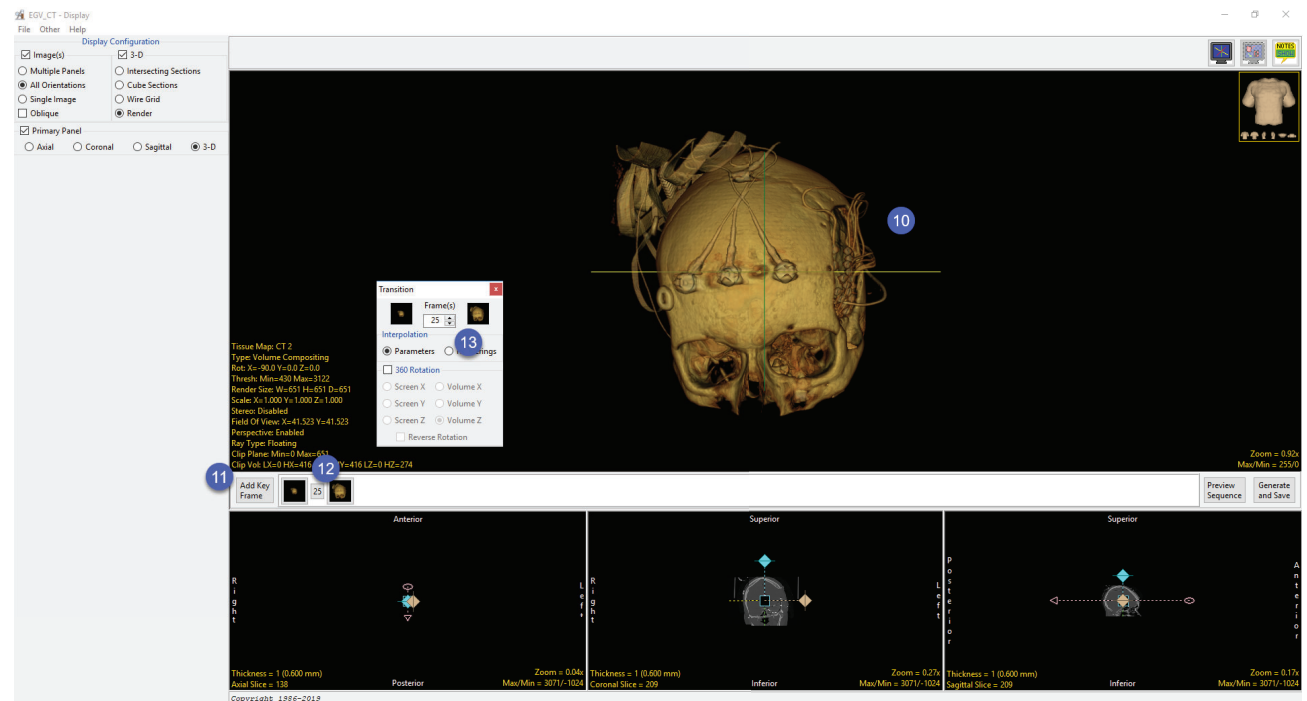 EGV_CT - Display
File Other Help
Display Configuration
Image(s)
3-D
Multiple Panels
Intersecting Sections
All Orientations
Cube Sections
Single Image
Wire Grid
Oblique
Render
Primary Panel
Axial Coronal Sagittal 3-D
NOTES
10
Transition
x
Frame(s)
25
13
Interpolation
Parameters
360 Rotation
Screen X Volume X
Screen Y Volume Y
Screen Z Volume Z
Reverse Rotation
Tissue Map: CT 2
Type: Volume Compositing
Rot: X=-90.0 Y=0.0 Z=0.0
Thresh: Min=430 Max=3122
Render Size: W=651 H=651 D=651
Scale: X=1.000 Y=1.000 Z=1.000
Stereo: Disabled
Field Of View: X=41.523 Y=41.523
Perspective: Enabled
Ray Type: Floating
Clip Plane: Min=0 Max=651
Clip Vol: LX=0 HX=416 Y=416 LZ=0 HZ=274
Zoom = 0.92x
Max/Min = 255/0
11
12
Add Key
Frame
25
Preview
Sequence
Generate
and Save
Anterior
Right
Left
Thickness = 1 (0.600 mm)
Axial Slice = 138
Posterior
Zoom = 0.04x
Max/Min = 3071/-1024
Superior
Right
Left
Thickness = 1 (0.600 mm)
Coronal Slice = 209
Inferior
Zoom = 0.27x
Max/Min = 3071/-1024
Superior
Posterior
Anterior
Thickness = 1 (0.600 mm)
Sagittal Slice = 209
Inferior
Zoom = 0.17x
Max/Min = 3071/-1024
Copyright 1986-2019